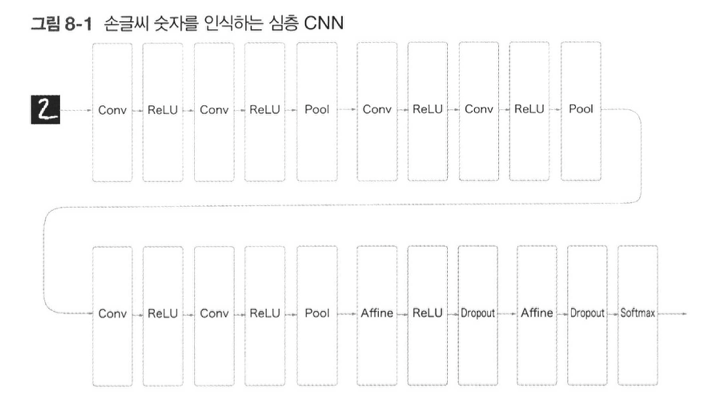 그림 8-1 손글씨 숫자를 인식하는 심층 CNN
2 Conv ReLU Conv ReLU Pool Conv ReLU Conv ReLU Pool
Conv ReLU Conv ReLU Pool Affine ReLU Dropout Affine Dropout Softmax